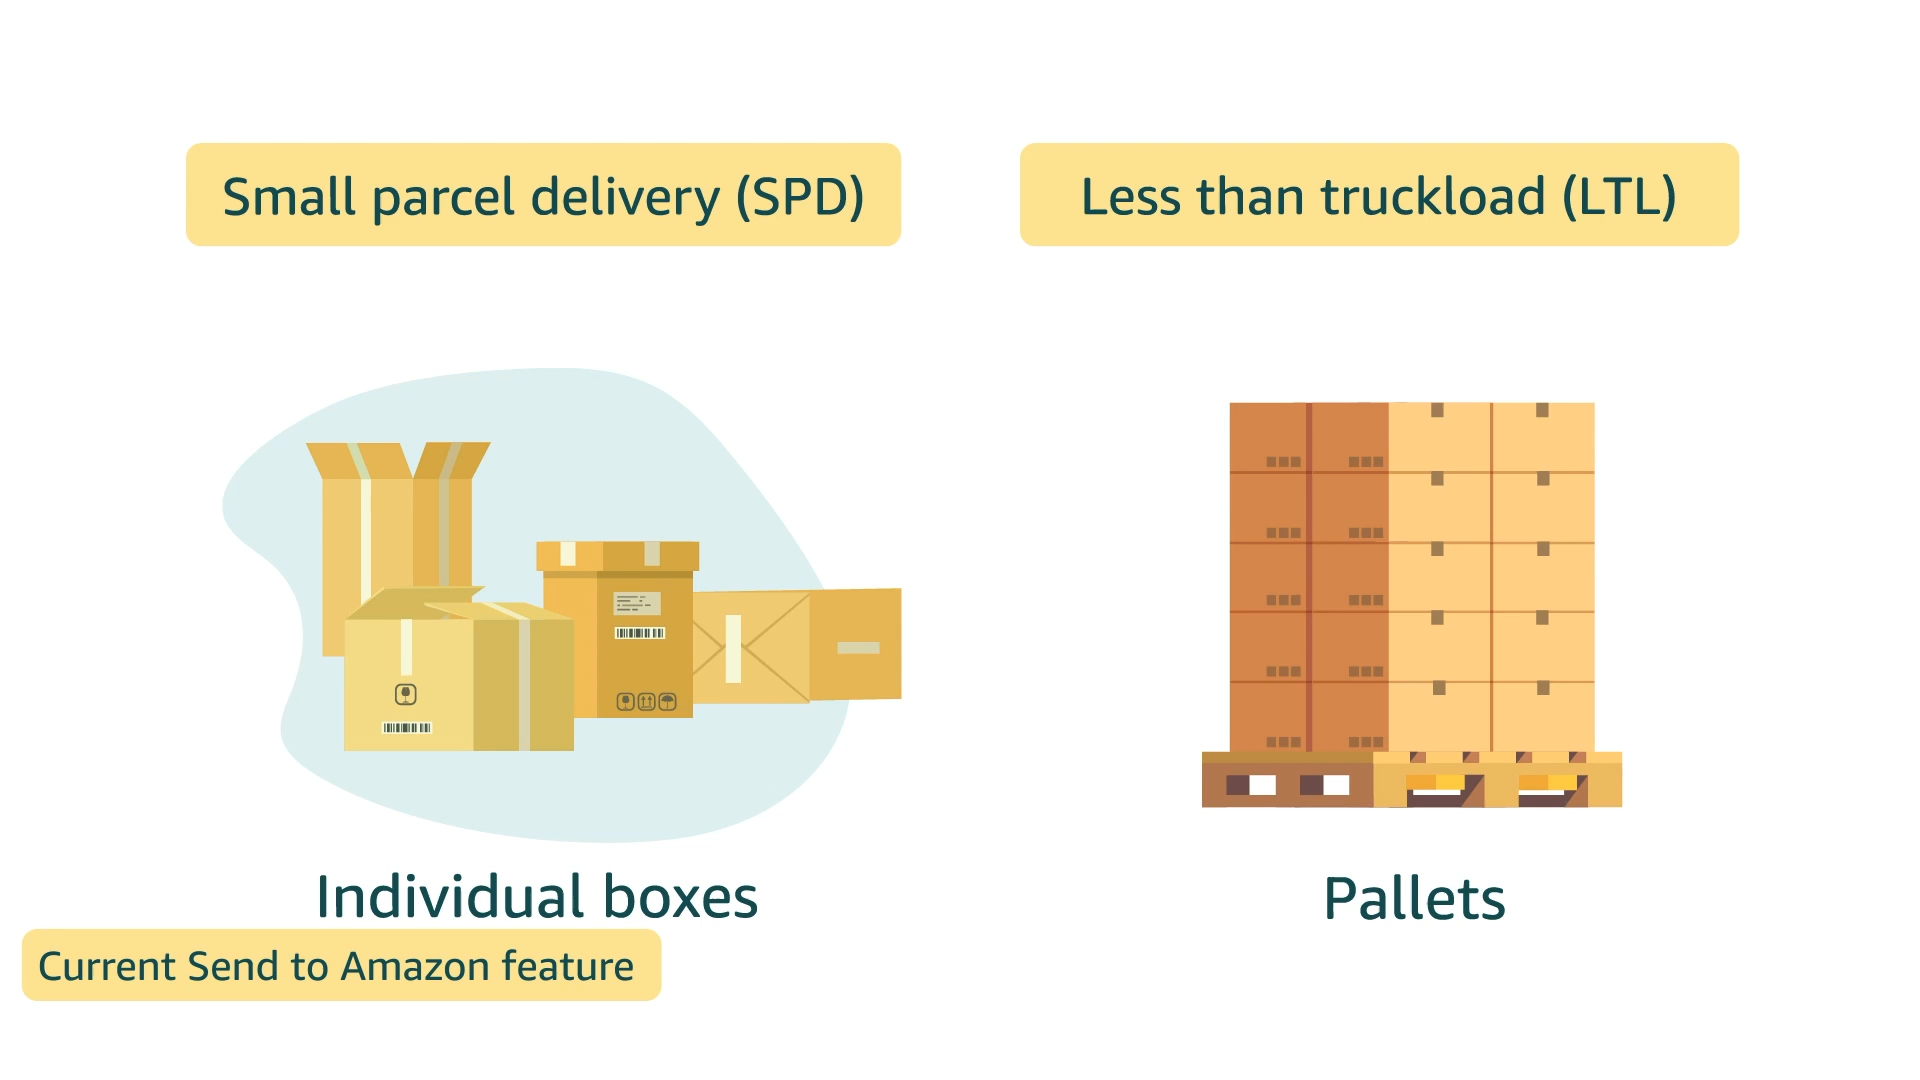 Small parcel delivery (SPD)
Less than truckload (LTL)
Individual boxes
Pallets
Current Send to Amazon feature